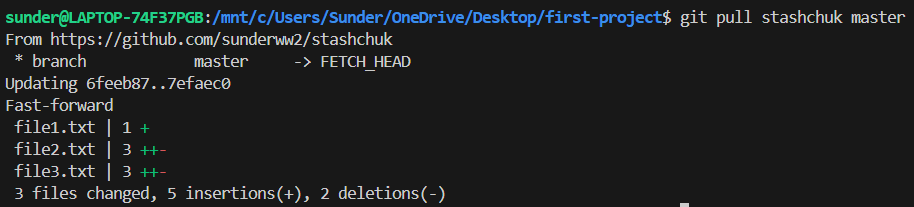 sunder@LAPTOP-74F37PGB:/mnt/c/Users/Sunder/OneDrive/Desktop/first-project$ git pull stashchuk master
From https://github.com/sunderww2/stashchuk
 * branch            master     -> FETCH_HEAD
Updating 6feeb87..7efaec0
Fast-forward
 file1.txt | 1 +
 file2.txt | 3 ++-
 file3.txt | 3 ++-
 3 files changed, 5 insertions(+), 2 deletions(-)